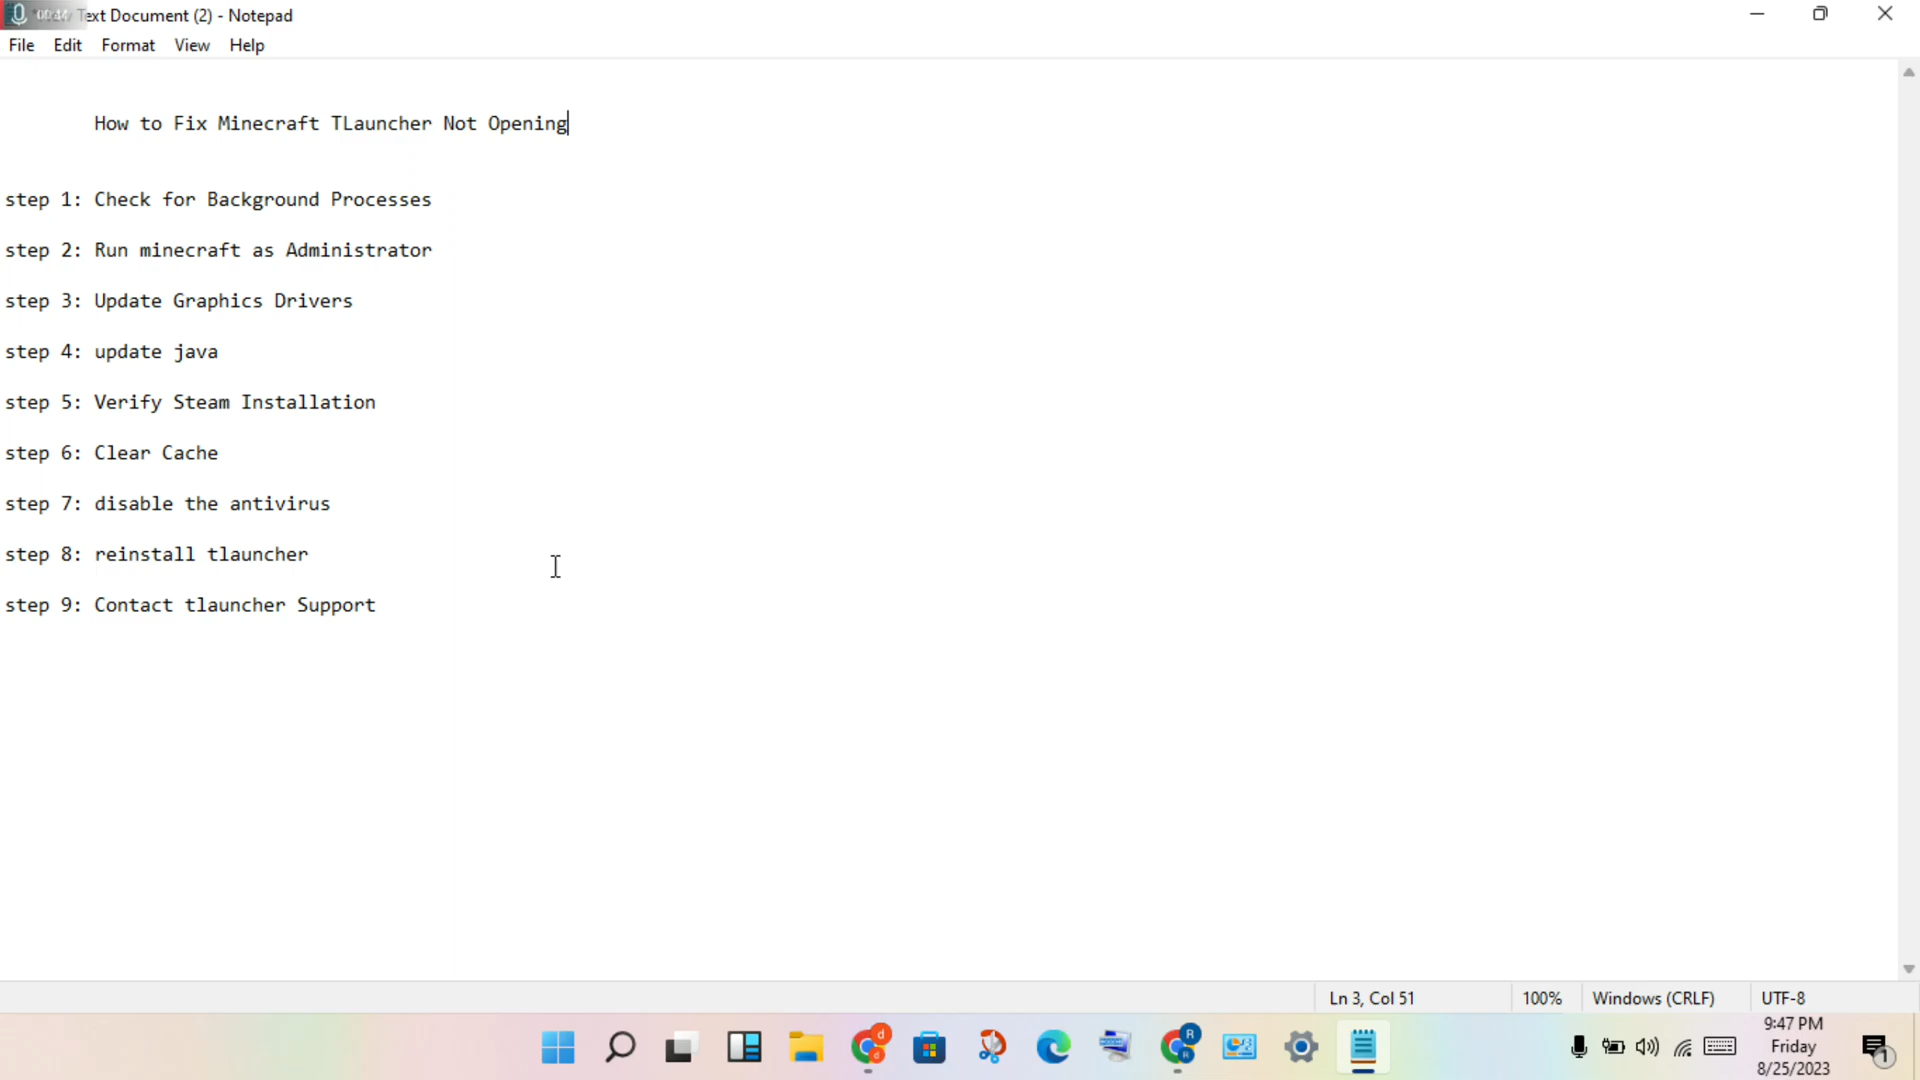 00:44 Text Document (2) - Notepad
File Edit Format View Help
How to Fix Minecraft TLauncher Not Opening
step 1: Check for Background Processes
step 2: Run minecraft as Administrator
step 3: Update Graphics Drivers
step 4: update java
step 5: Verify Steam Installation
step 6: Clear Cache
step 7: disable the antivirus
step 8: reinstall tlauncher
step 9: Contact tlauncher Support
Ln 3, Col 51 100% Windows (CRLF) UTF-8
d
d
R
R
9:47 PM
Friday
8/25/2023
1